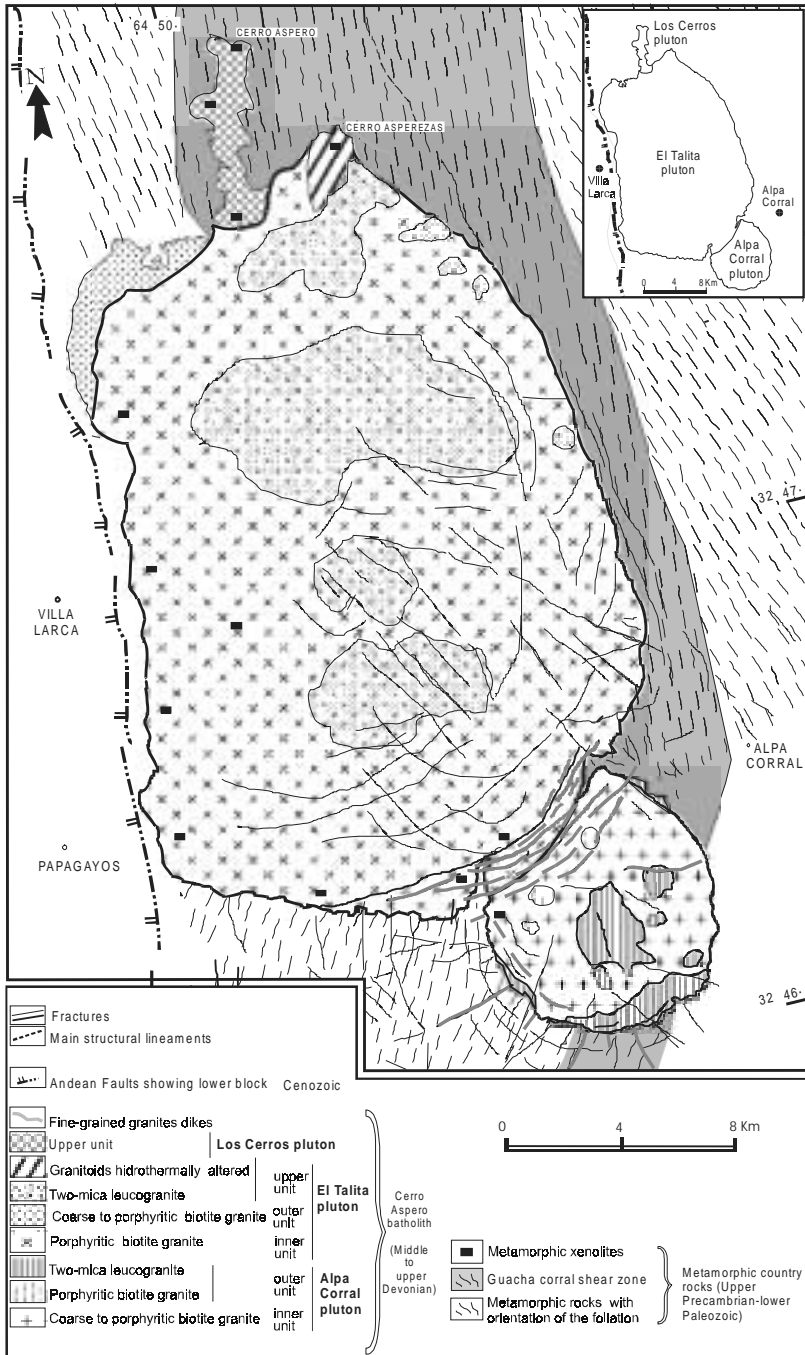 64 50·
CERRO ASPERO
N
CERRO ASPEREZAS
Los Cerros
pluton
El Talita
pluton
Villa
Larca
Alpa
Corral
Alpa
Corral
pluton
0 4 8 Km
32 47·
VILLA
LARCA
ALPA
CORRAL
PAPAGAYOS
32 46·
Fractures
Main structural lineaments
Andean Faults showing lower block Cenozoic
Fine-grained granites dikes
Upper unit
Los Cerros pluton
Granitoids hidrothermally altered
Two-mica leucogranite
upper
unit
Coarse to porphyritic biotite granite
outer
unit
Porphyritic biotite granite
inner
unit
El Talita
pluton
Two-mica leucogranite
Porphyritic biotite granite
outer
unit
Coarse to porphyritic biotite granite
inner
unit
Alpa
Corral
pluton
Cerro
Aspero
batholith
(Middle
to
upper
Devonian)
0 4 8 Km
Metamorphic xenolites
Guacha corral shear zone
Metamorphic rocks with
orientation of the follation
Metamorphic country
rocks (Upper
Precambrian-lower
Paleozoic)